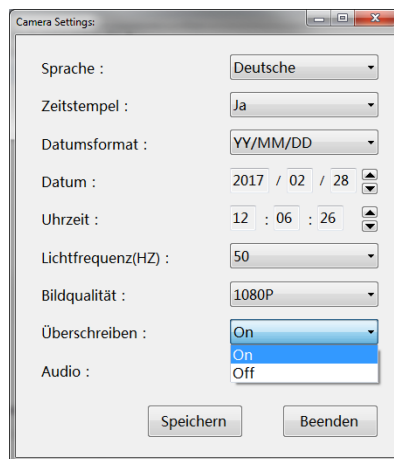 Camera Settings:
Sprache : Deutsche
Zeitstempel : Ja
Datumsformat : YY/MM/DD
Datum : 2017 / 02 / 28
Uhrzeit : 12 : 06 : 26
Lichtfrequenz(HZ) : 50
Bildqualität : 1080P
Überschreiben : On
On
Audio : Off
Speichern Beenden